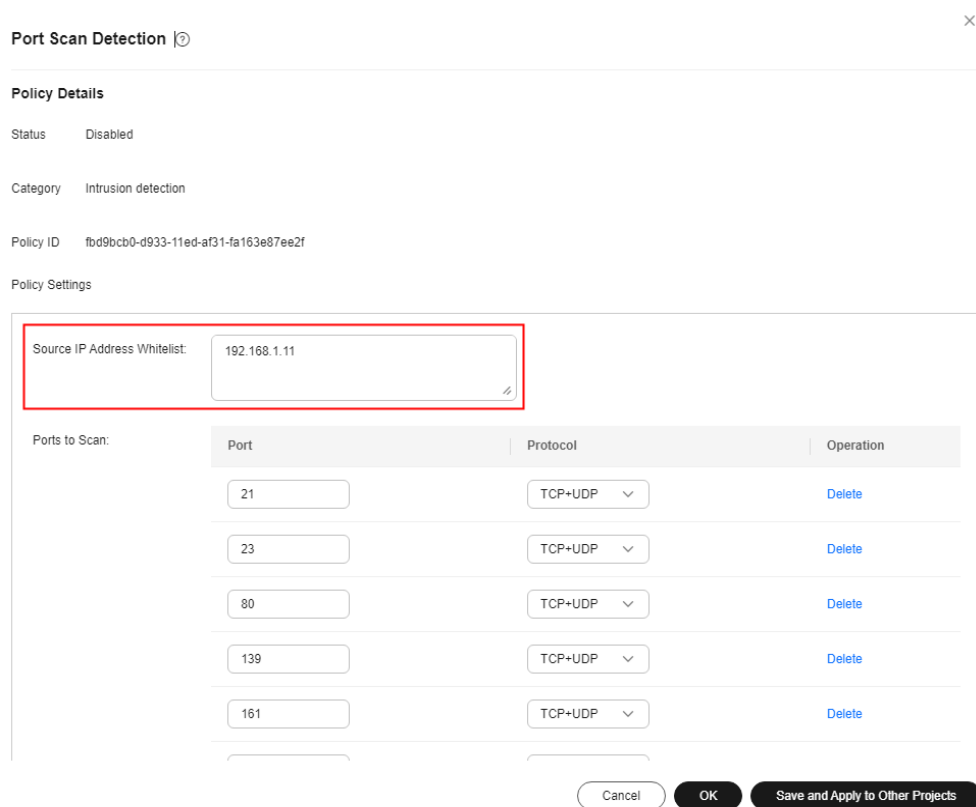 Port Scan Detection
Policy Details
Status Disabled
Category Intrusion detection
Policy ID fbd9bcb0-d933-11ed-af31-fa163e87ee2f
Policy Settings
Source IP Address Whitelist: 192.168.1.11
Ports to Scan: Port Protocol Operation
21 TCP+UDP Delete
23 TCP+UDP Delete
80 TCP+UDP Delete
139 TCP+UDP Delete
161 TCP+UDP Delete
Cancel OK Save and Apply to Other Projects